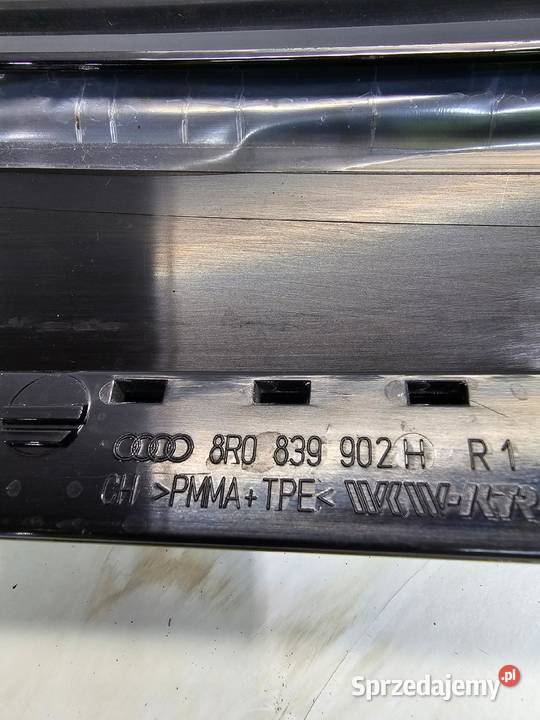 8R0 839 902 H R1
CH >PMMA+TPE<
Sprzedajemy.pl